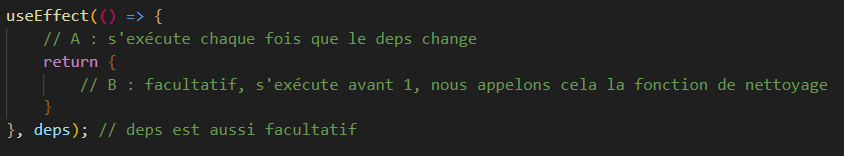 useEffect(() => {
// A : s'exécute chaque fois que le deps change
return {
// B : facultatif, s'exécute avant 1, nous appelons cela la fonction de nettoyage
}
}, deps); // deps est aussi facultatif